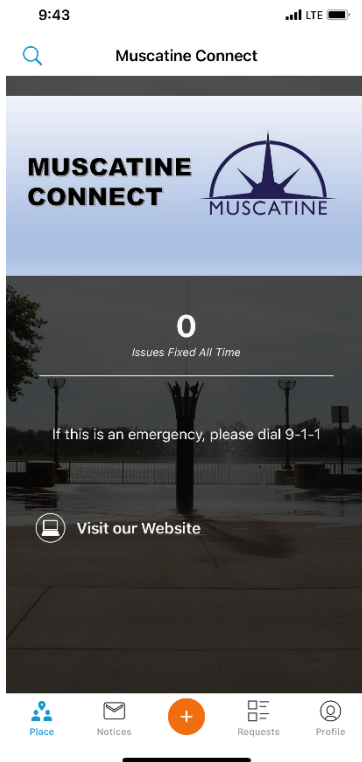 9:43
LTE
Muscatine Connect
MUSCATINE
CONNECT
MUSCATINE
0
Issues Fixed All Time
If this is an emergency, please dial 9-1-1
Visit our Website
Place
Notices
Requests
Profile